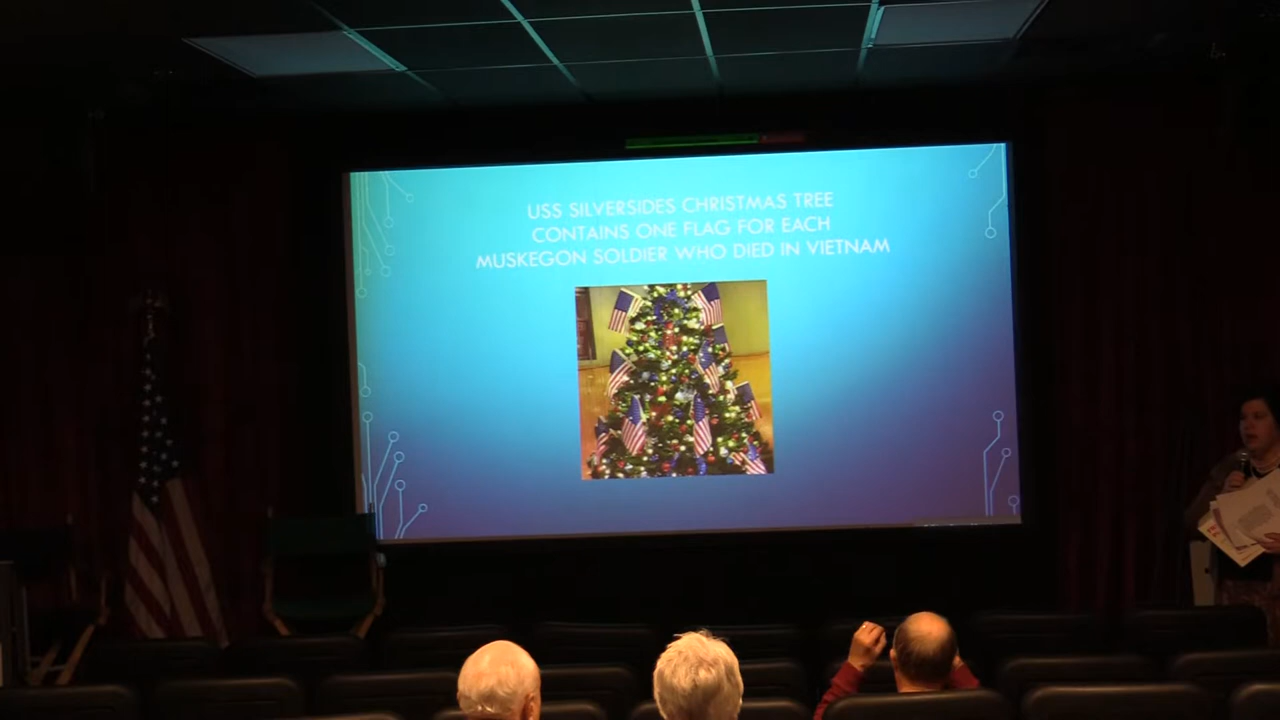 USS SILVERSIDES CHRISTMAS TREE
CONTAINS ONE FLAG FOR EACH
MUSKEGON SOLDIER WHO DIED IN VIETNAM